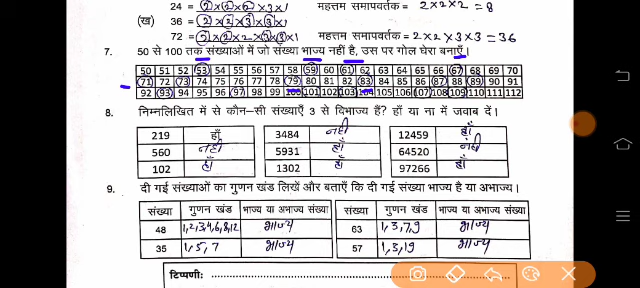 24 = 2×2×2×3×1 महत्तम समापवर्तक = 2×2×2 = 8
(ख) 36 = 2×2×3×3×1
72 = 2×2×2×3×3×1 महत्तम समापवर्तक = 2×2×3×3 = 36
7. 50 से 100 तक संख्याओं में जो संख्या भाज्य नहीं है, उस पर गोल घेरा बनाएँ।
50 51 52 53 54 55 56 57 58 59 60 61 62 63 64 65 66 67 68 69 70
71 72 73 74 75 76 77 78 79 80 81 82 83 84 85 86 87 88 89 90 91
92 93 94 95 96 97 98 99 100 101 102 103 104 105 106 107 108 109 110 111 112
8. निम्नलिखित में से कौन-सी संख्याएँ 3 से विभाज्य हैं? हाँ या ना में जवाब दें।
219 हाँ 3484 नहीं 12459 हाँ
560 नहीं 5931 हाँ 64520 नहीं
102 हाँ 1302 हाँ 97266 हाँ
9. दी गई संख्याओं का गुणन खंड लिखें और बताएँ कि दी गई संख्या भाज्य है या अभाज्य।
संख्या गुणन खंड भाज्य या अभाज्य संख्या संख्या गुणन खंड भाज्य या अभाज्य संख्या
48 1,2,3,4,6,8,12 भाज्य 63 1,3,7,9 भाज्य
35 1,5,7 भाज्य 57 1,3,19 भाज्य
टिप्पणी: